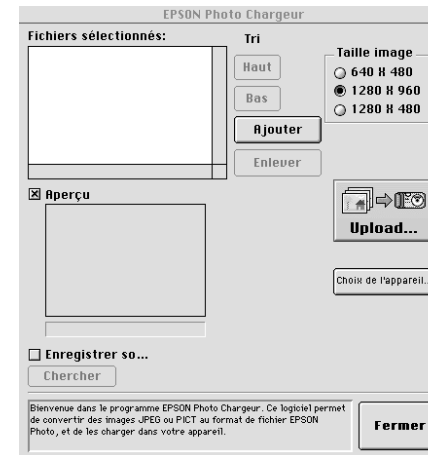 EPSON Photo Chargeur
Fichiers sélectionnés:
Tri
Haut
Bas
Ajouter
Enlever
Taille image
640 X 480
1280 X 960
1280 X 480
Aperçu
Upload...
Choix de l'appareil..
Enregistrer so...
Chercher
Bienvenue dans le programme EPSON Photo Chargeur. Ce logiciel permet
de convertir des images JPEG ou PICT au format de fichier EPSON
Photo, et de les charger dans votre appareil.
Fermer